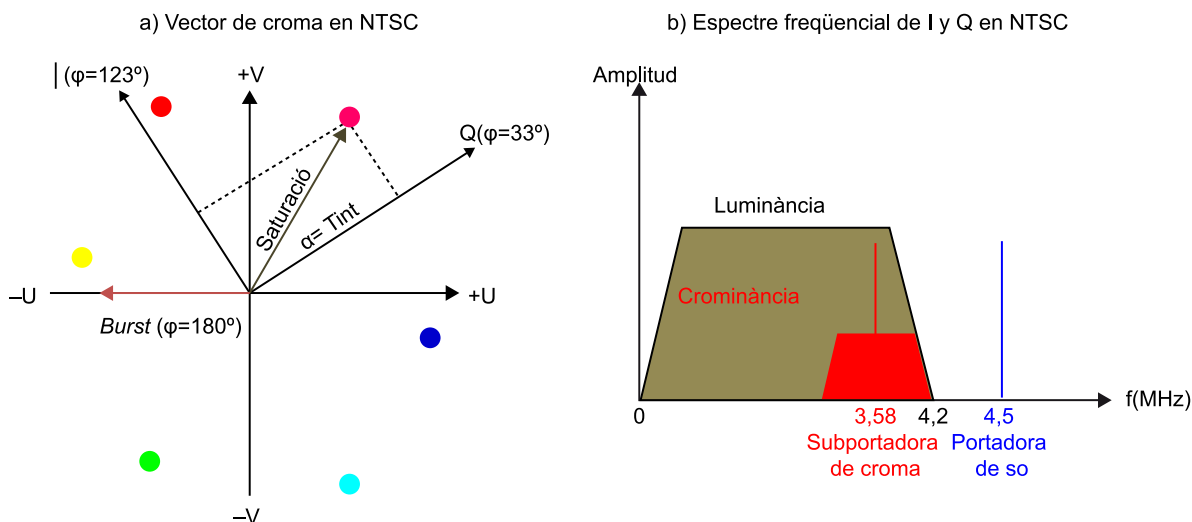 a) Vector de croma en NTSC
I (φ=123º)
+V
Q(φ=33º)
Saturació
α= Tint
–U
+U
Burst (φ=180º)
–V
b) Espectre freqüencial de I y Q en NTSC
Amplitud
Luminància
Crominància
f(MHz)
0
3,58
4,2
4,5
Subportadora
de croma
Portadora
de so